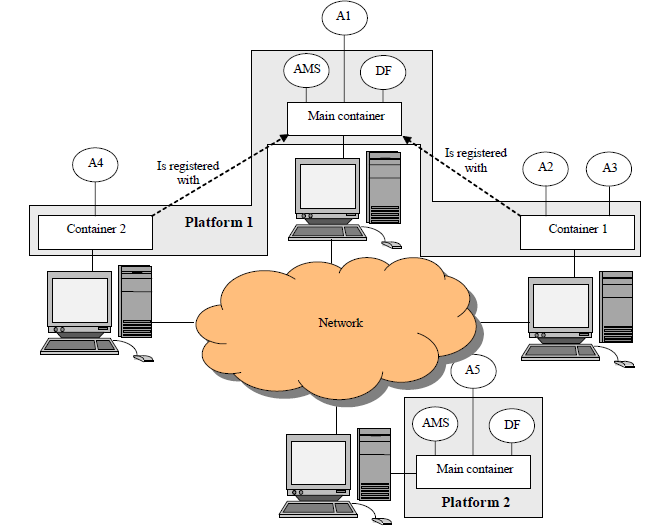 A1
AMS
DF
Main container
A4
Is registered
with
Is registered
with
A2
A3
Container 2
Platform 1
Container 1
Network
A5
AMS
DF
Main container
Platform 2